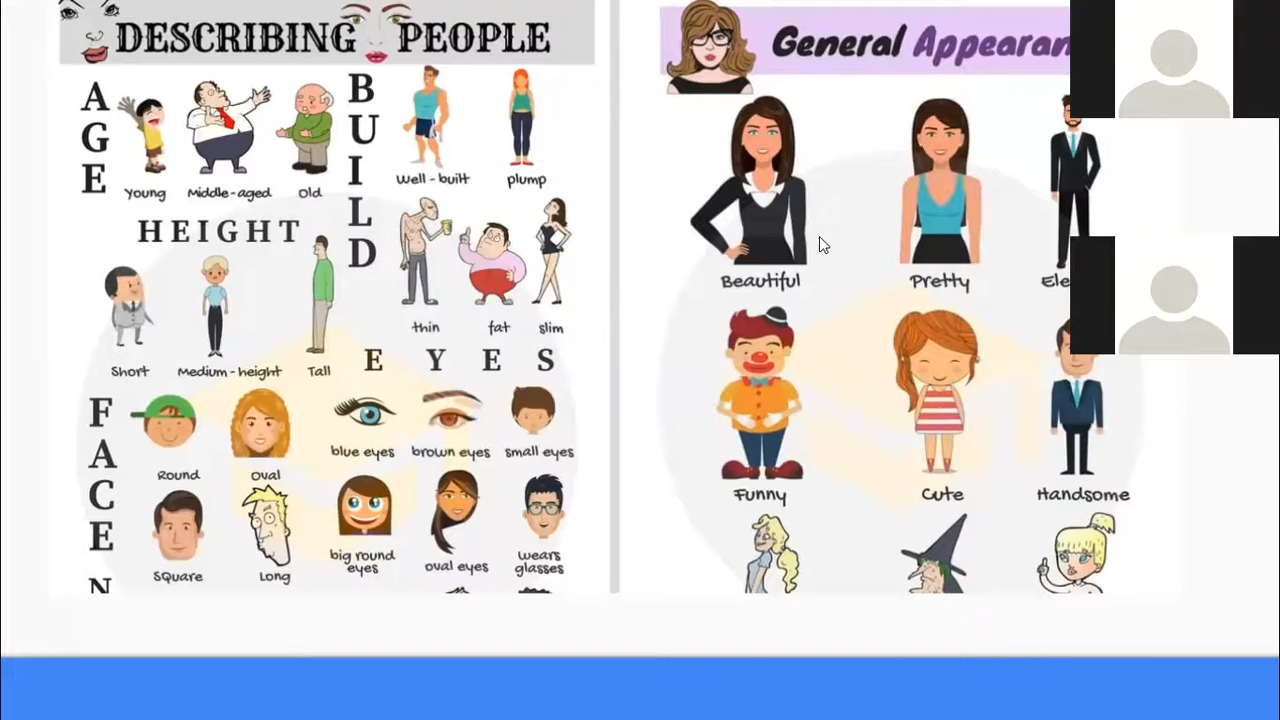 DESCRIBING PEOPLE
AGE
Young Middle-aged Old
HEIGHT
Short Medium-height Tall
BUILD
Well-built plump
thin fat slim
EYES
blue eyes brown eyes small eyes
big round eyes oval eyes wears glasses
FACE
Round Oval
Square Long
N
General Appearan
Beautiful Pretty Ele
Funny Cute Handsome